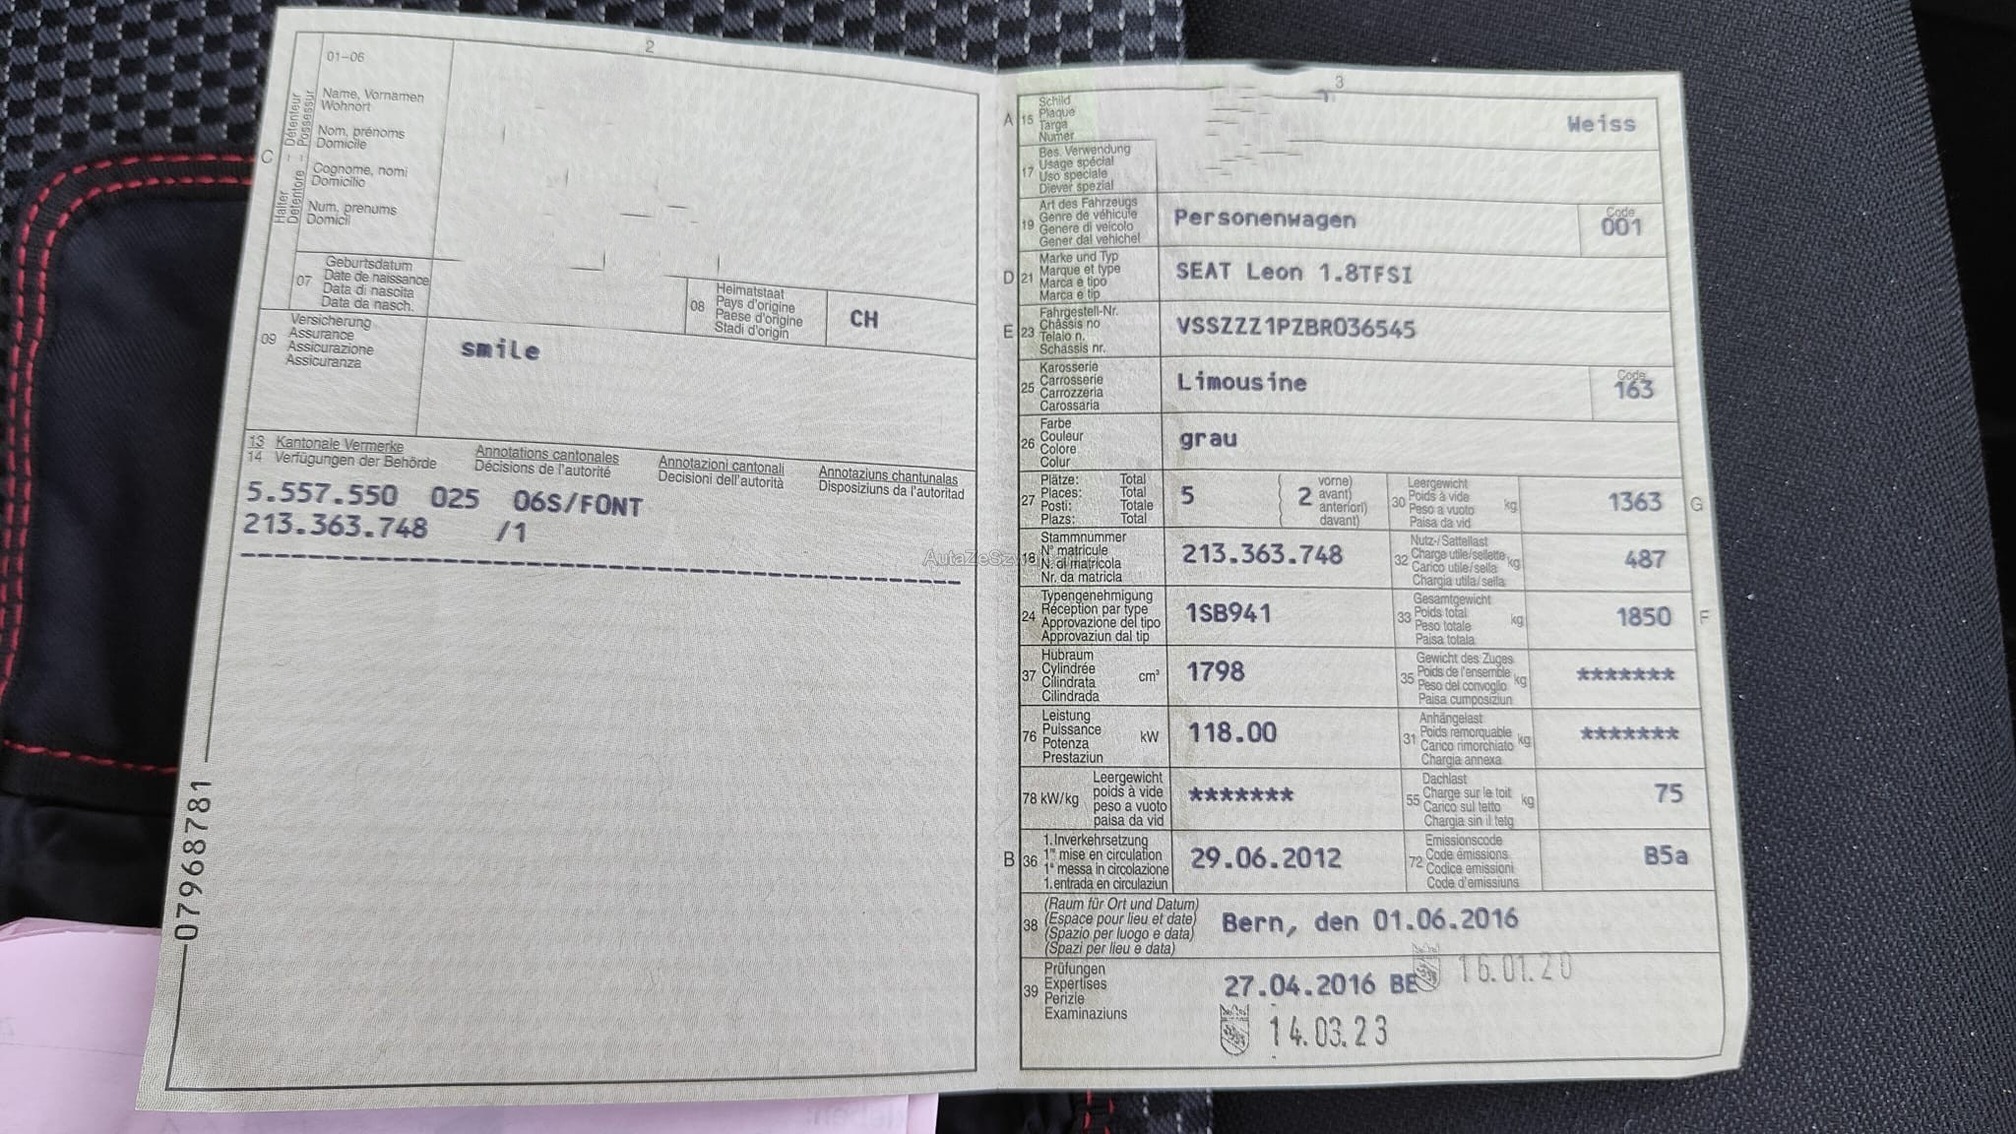 2
01-06
C
Halter – Détenteur
Detentore – Possessur
Name, Vornamen
Wohnort
Nom, prénoms
Domicile
Cognome, nomi
Domicilio
Num, prenums
Domicil
07
Geburtsdatum
Date de naissance
Data di nascita
Data da nasch.
08
Heimatstaat
Pays d'origine
Paese d'origine
Stadi d'origin
CH
09
Versicherung
Assurance
Assicurazione
Assicuranza
smile
13 Kantonale Vermerke Annotations cantonales Annotazioni cantonali Annotaziuns chantunalas
14 Verfügungen der Behörde Décisions de l'autorité Decisioni dell'autorità Disposiziuns da l'autoritad
5.557.550 025 06S/FONT
213.363.748 /1
07968781
3
A 15
Schild
Plaque
Targa
Numer
Weiss
17
Bes. Verwendung
Usage spécial
Uso speciale
Diever spezial
19
Art des Fahrzeugs
Genre de véhicule
Genere di veicolo
Gener dal vehichel
Personenwagen
Code
001
D 21
Marke und Typ
Marque et type
Marca e tipo
Marca e tip
SEAT Leon 1.8TFSI
E 23
Fahrgestell-Nr.
Châssis no
Telaio n.
Schassis nr.
VSSZZZ1PZBR036545
25
Karosserie
Carrosserie
Carrozzeria
Carossaria
Limousine
Code
163
26
Farbe
Couleur
Colore
Colur
grau
27
Plätze: Total
Places: Total
Posti: Totale
Plazs: Total
5
2
vorne)
avant)
anteriori)
davant)
30
Leergewicht
Poids à vide
Peso a vuoto
Paisa da vid
kg
1363
G
18
Stammnummer
N° matricule
N. di matricola
Nr. da matricla
213.363.748
32
Nutz-/Sattellast
Charge utile/sellette
Carico utile/sella
Chargia utila/sella
kg
487
24
Typengenehmigung
Réception par type
Approvazione del tipo
Approvaziun dal tip
1SB941
33
Gesamtgewicht
Poids total
Peso totale
Paisa totala
kg
1850
F
37
Hubraum
Cylindrée
Cilindrata
Cilindrada
cm³
1798
35
Gewicht des Zuges
Poids de l'ensemble
Peso del convoglio
Paisa cumposiziun
kg
*******
76
Leistung
Puissance
Potenza
Prestaziun
kW
118.00
31
Anhängelast
Poids remorquable
Carico rimorchiato
Chargia annexa
kg
*******
78 kW/kg
Leergewicht
poids à vide
peso a vuoto
paisa da vid
*******
55
Dachlast
Charge sur le toit
Carico sul tetto
Chargia sin il tetg
kg
75
B 36
1.Inverkehrsetzung
1re mise en circulation
1a messa in circolazione
1.entrada en circulaziun
29.06.2012
72
Emissionscode
Code émissions
Codice emissioni
Code d'emissiuns
B5a
38
(Raum für Ort und Datum)
(Espace pour lieu et date)
(Spazio per luogo e data)
(Spazi per lieu e data)
Bern, den 01.06.2016
39
Prüfungen
Expertises
Perizie
Examinaziuns
27.04.2016 BE
16.01.20
14.03.23